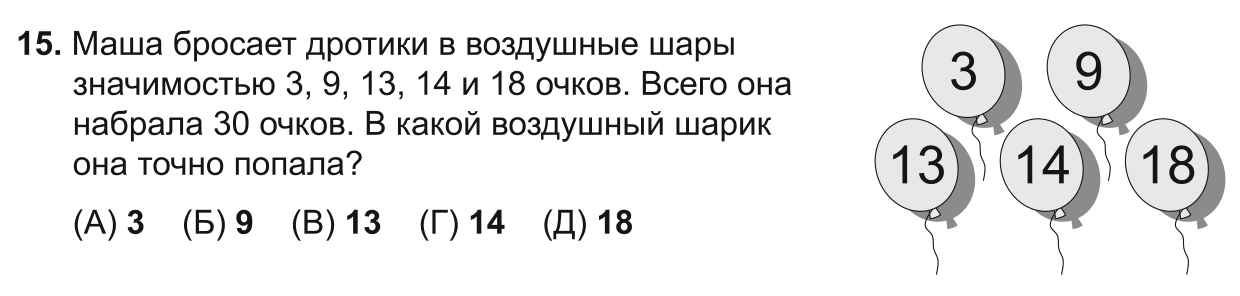 15. Маша бросает дротики в воздушные шары
значимостью 3, 9, 13, 14 и 18 очков. Всего она
набрала 30 очков. В какой воздушный шарик
она точно попала?
(А) 3 (Б) 9 (В) 13 (Г) 14 (Д) 18
3 9
13 14 18